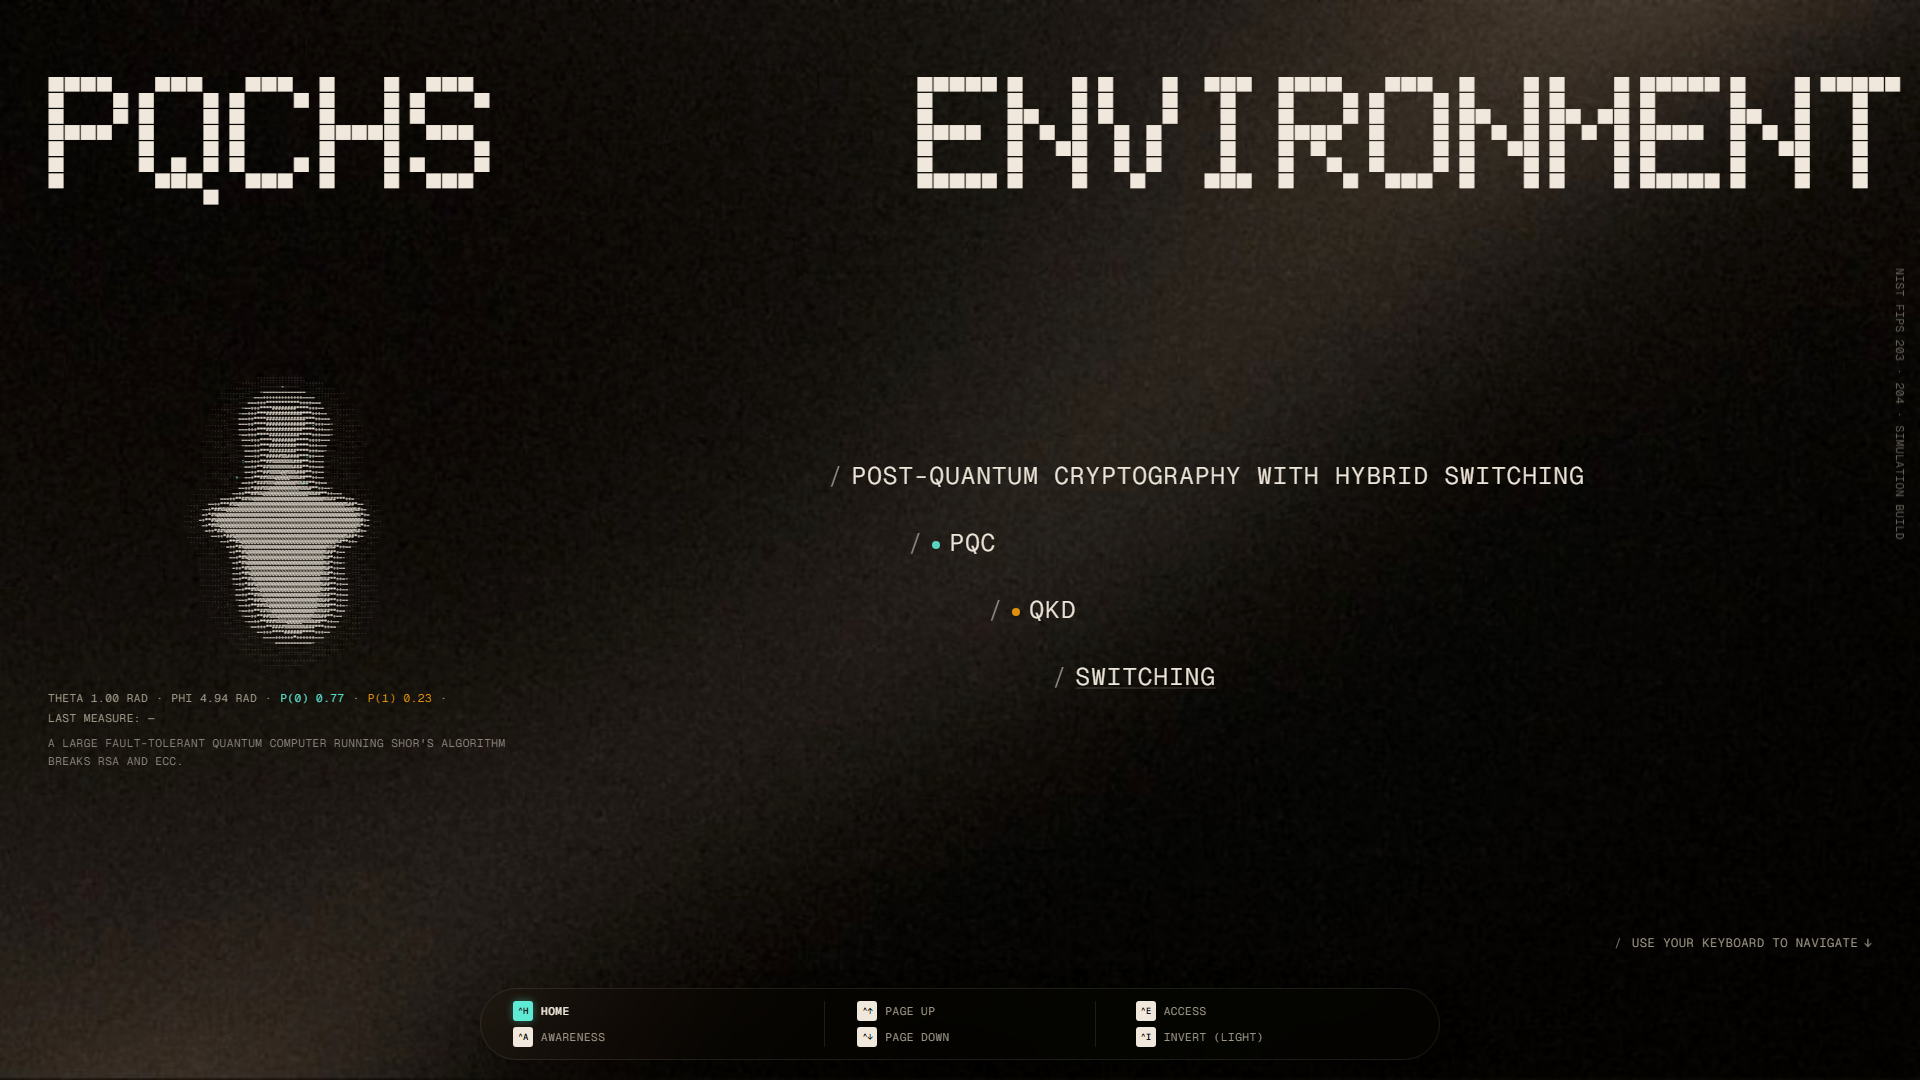 PQCHS ENVIRONMENT
NIST FIPS 203 · 204 · SIMULATION BUILD
/ POST-QUANTUM CRYPTOGRAPHY WITH HYBRID SWITCHING
/ • PQC
/ • QKD
/ SWITCHING
THETA 1.00 RAD · PHI 4.94 RAD · P(0) 0.77 · P(1) 0.23 ·
LAST MEASURE: —
A LARGE FAULT-TOLERANT QUANTUM COMPUTER RUNNING SHOR'S ALGORITHM
BREAKS RSA AND ECC.
/ USE YOUR KEYBOARD TO NAVIGATE ↓
^H HOME
^A AWARENESS
^↑ PAGE UP
^↓ PAGE DOWN
^E ACCESS
^I INVERT (LIGHT)